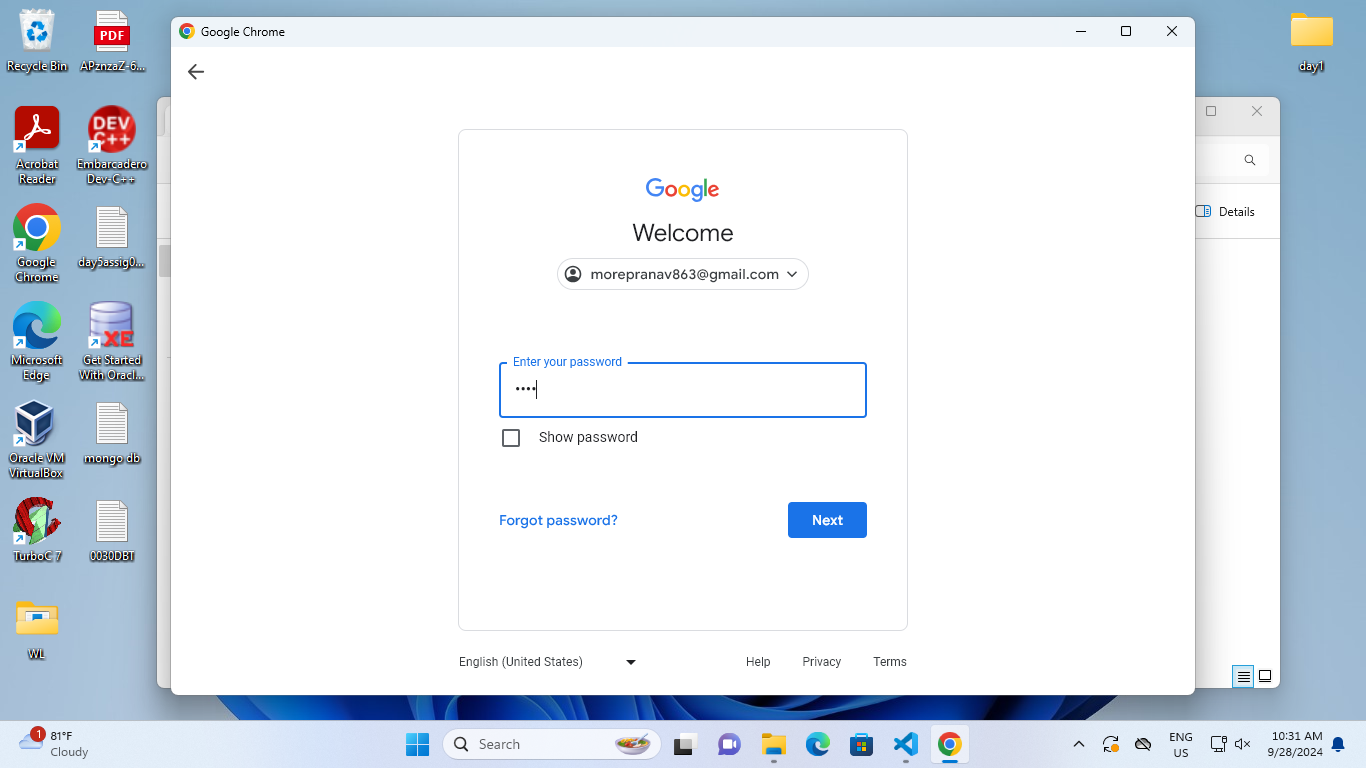 Recycle Bin
PDF
APznzaZ-6...
Acrobat
Reader
DEV
C++
Embarcadero
Dev-C++
Google
Chrome
day5assig0...
Microsoft
Edge
XE
Get Started
With Oracl...
Oracle VM
VirtualBox
mongo db
TurboC 7
0030DBT
WL
day1
Google Chrome
Google
Welcome
morepranav863@gmail.com
Enter your password
••••
Show password
Forgot password?
Next
English (United States)
Help
Privacy
Terms
Details
1
81°F
Cloudy
Search
ENG
US
10:31 AM
9/28/2024